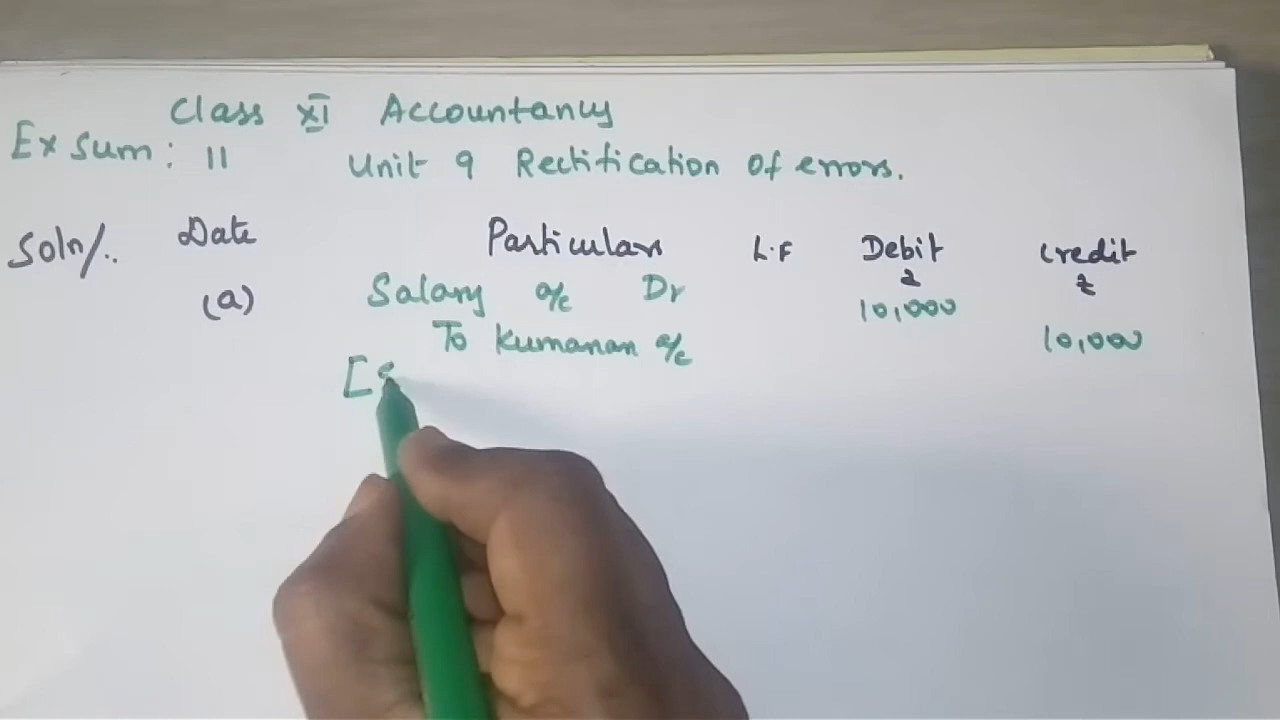 Class XI Accountancy
Ex sum: 11 Unit 9 Rectification of errors.
Soln/.. Date Particulars L.F Debit ₹ Credit ₹
(a) Salary a/c Dr 10,000
To Kumanan a/c 10,000
[s